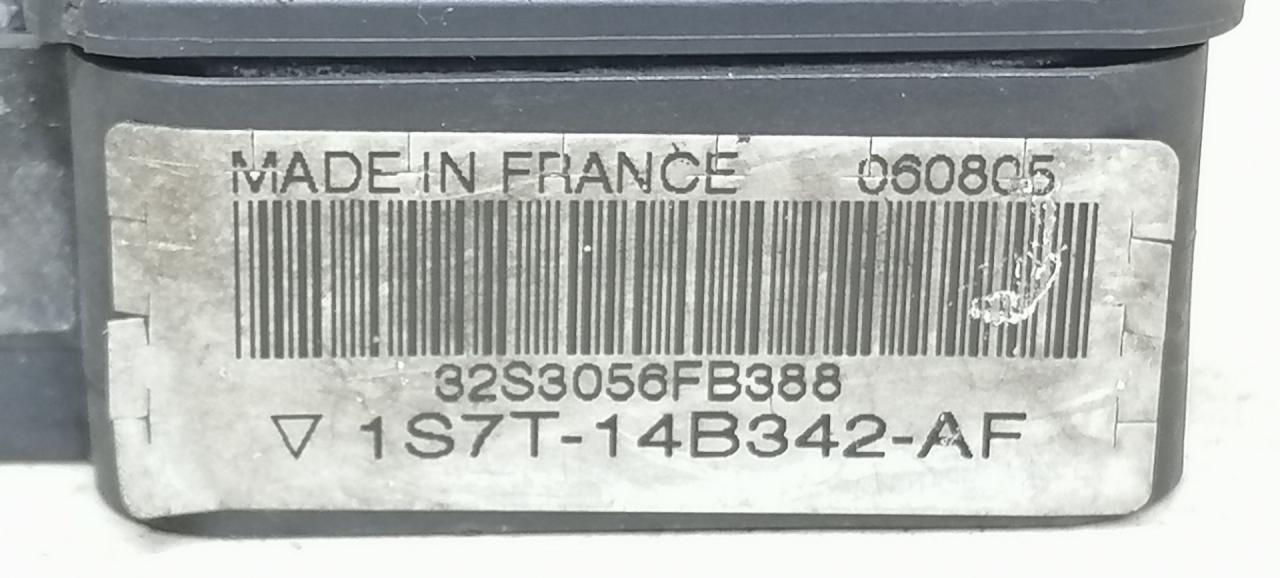 MADE IN FRANCE 060805
32S3056FB388
▽ 1S7T-14B342-AF